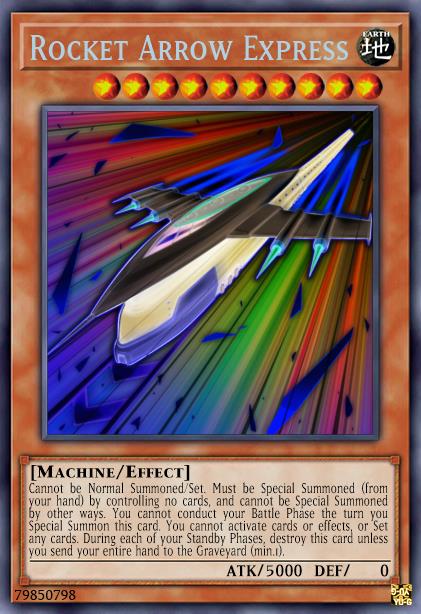 Rocket Arrow Express
EARTH
地
[Machine/Effect]
Cannot be Normal Summoned/Set. Must be Special Summoned (from
your hand) by controlling no cards, and cannot be Special Summoned
by other ways. You cannot conduct your Battle Phase the turn you
Special Summon this card. You cannot activate cards or effects, or Set
any cards. During each of your Standby Phases, destroy this card unless
you send your entire hand to the Graveyard (min.1).
ATK/5000 DEF/ 0
79850798